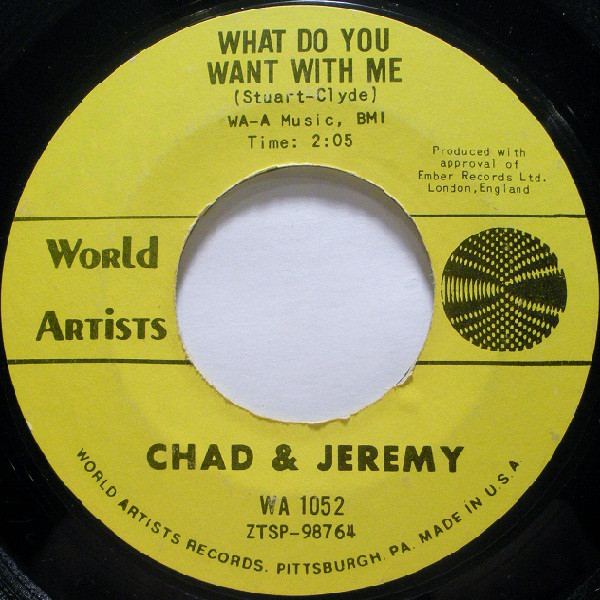 WHAT DO YOU
WANT WITH ME
(Stuart-Clyde)
WA-A Music, BMI
Time: 2:05
Produced with
approval of
Ember Records Ltd.
London, England
World
Artists
CHAD & JEREMY
WA 1052
ZTSP-98764
WORLD ARTISTS RECORDS. PITTSBURGH, PA. MADE IN U.S.A.